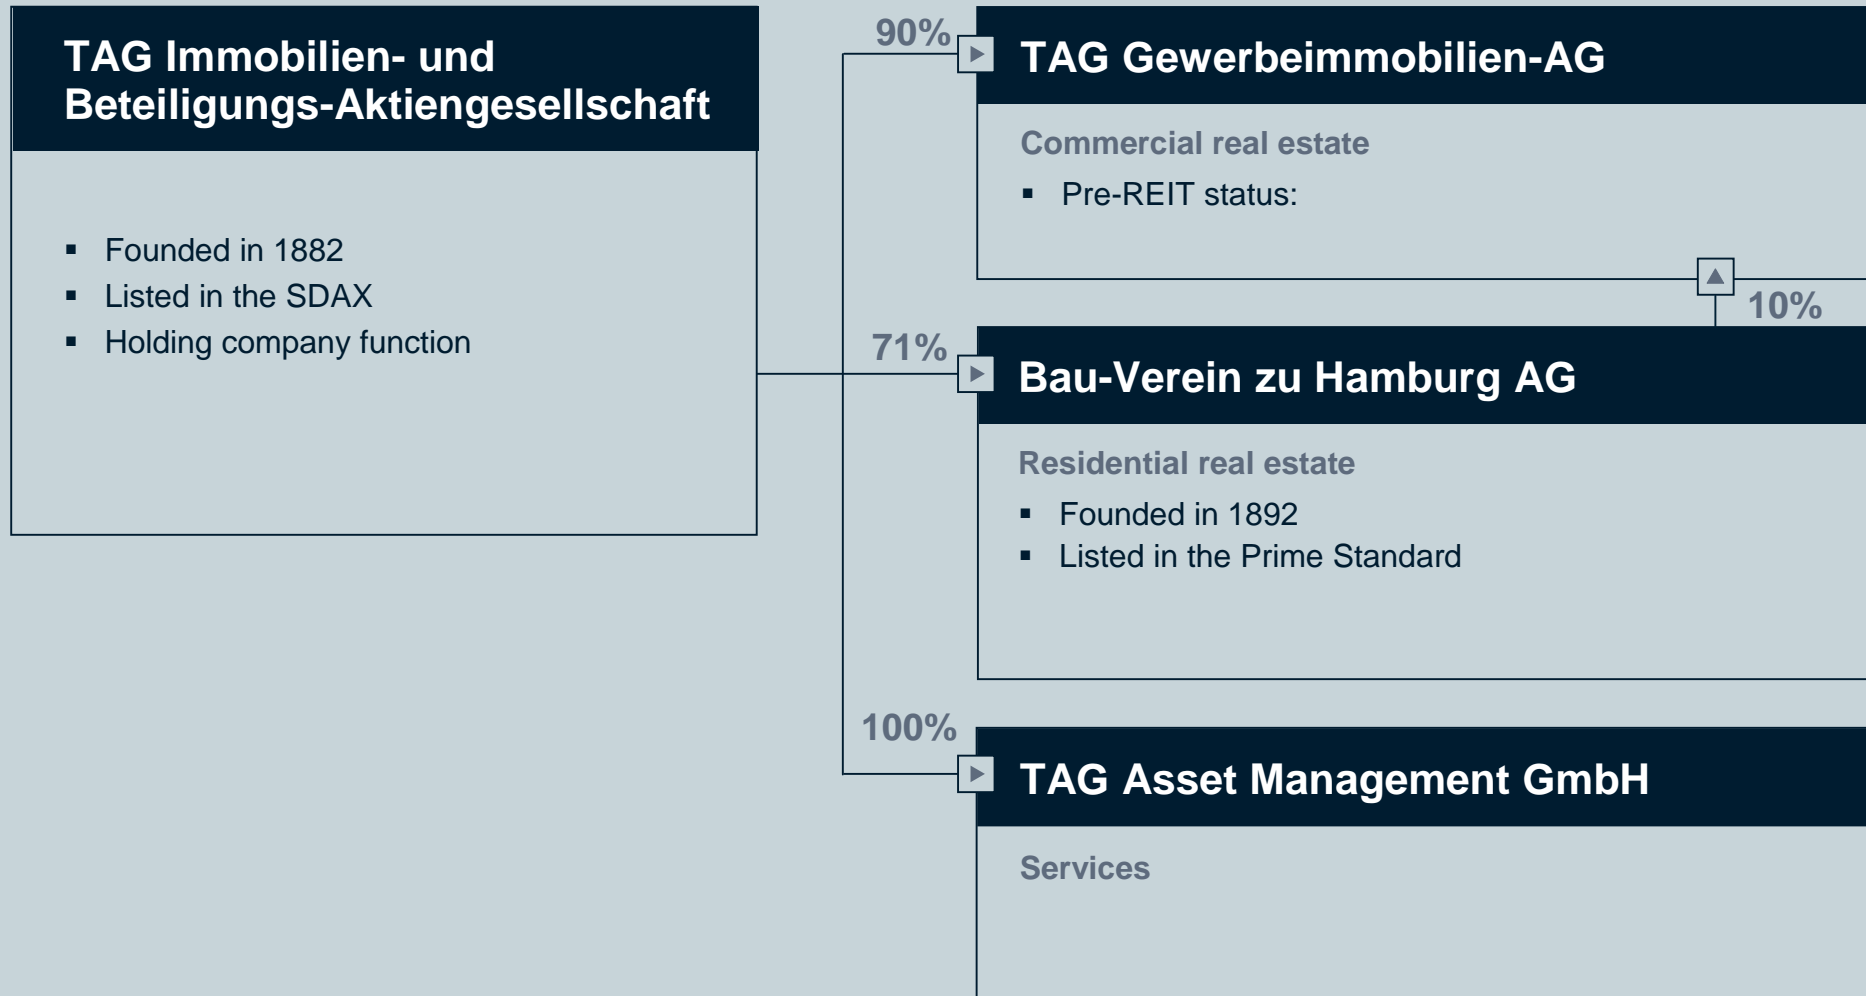 TAG Immobilien- und
Beteiligungs-Aktiengesellschaft
▪ Founded in 1882
▪ Listed in the SDAX
▪ Holding company function
90%
TAG Gewerbeimmobilien-AG
Commercial real estate
▪ Pre-REIT status:
10%
71%
Bau-Verein zu Hamburg AG
Residential real estate
▪ Founded in 1892
▪ Listed in the Prime Standard
100%
TAG Asset Management GmbH
Services